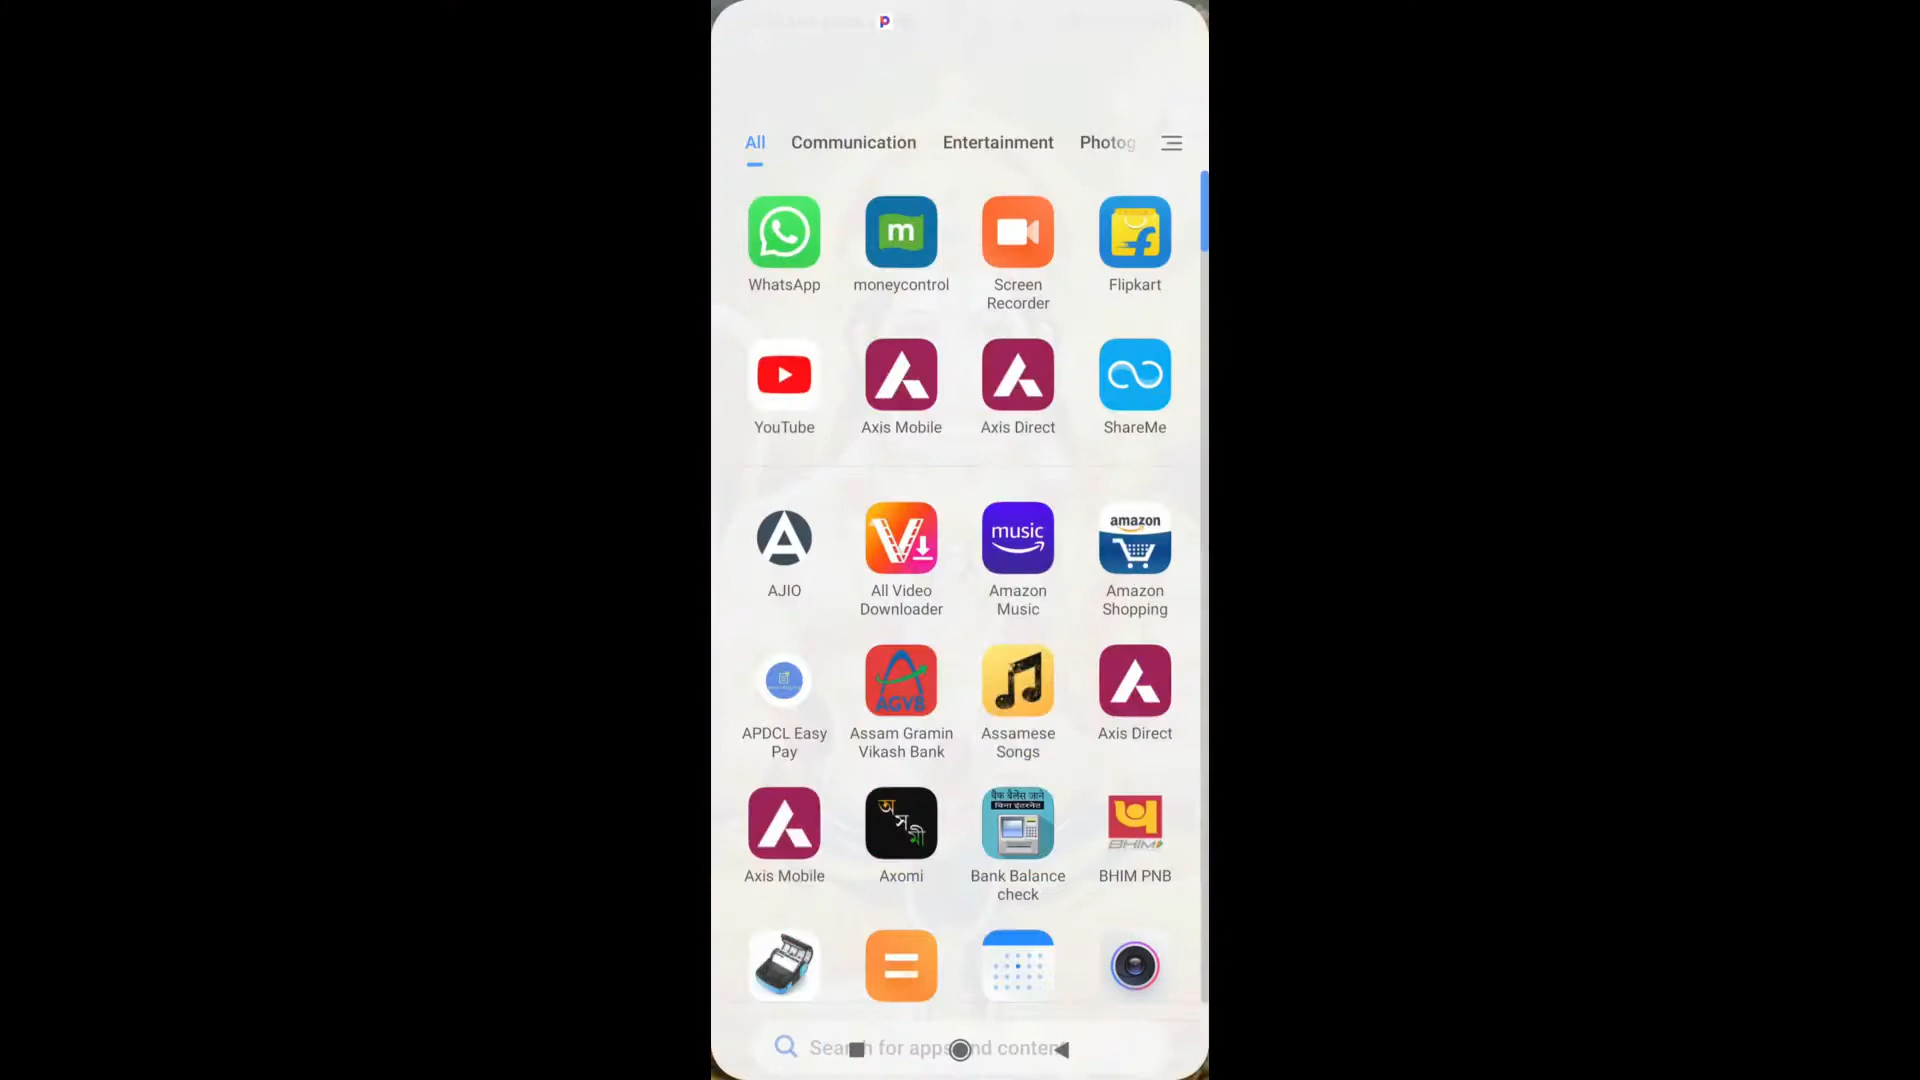 All Communication Entertainment Photog
m
WhatsApp moneycontrol Screen Recorder Flipkart
YouTube Axis Mobile Axis Direct ShareMe
music amazon
AJIO All Video Downloader Amazon Music Amazon Shopping
AGVB
APDCL Easy Pay Assam Gramin Vikash Bank Assamese Songs Axis Direct
অসমী
बैंक बैलेंस जाने
बिना इंटरनेट
BHIM
Axis Mobile Axomi Bank Balance check BHIM PNB
Search for apps and content